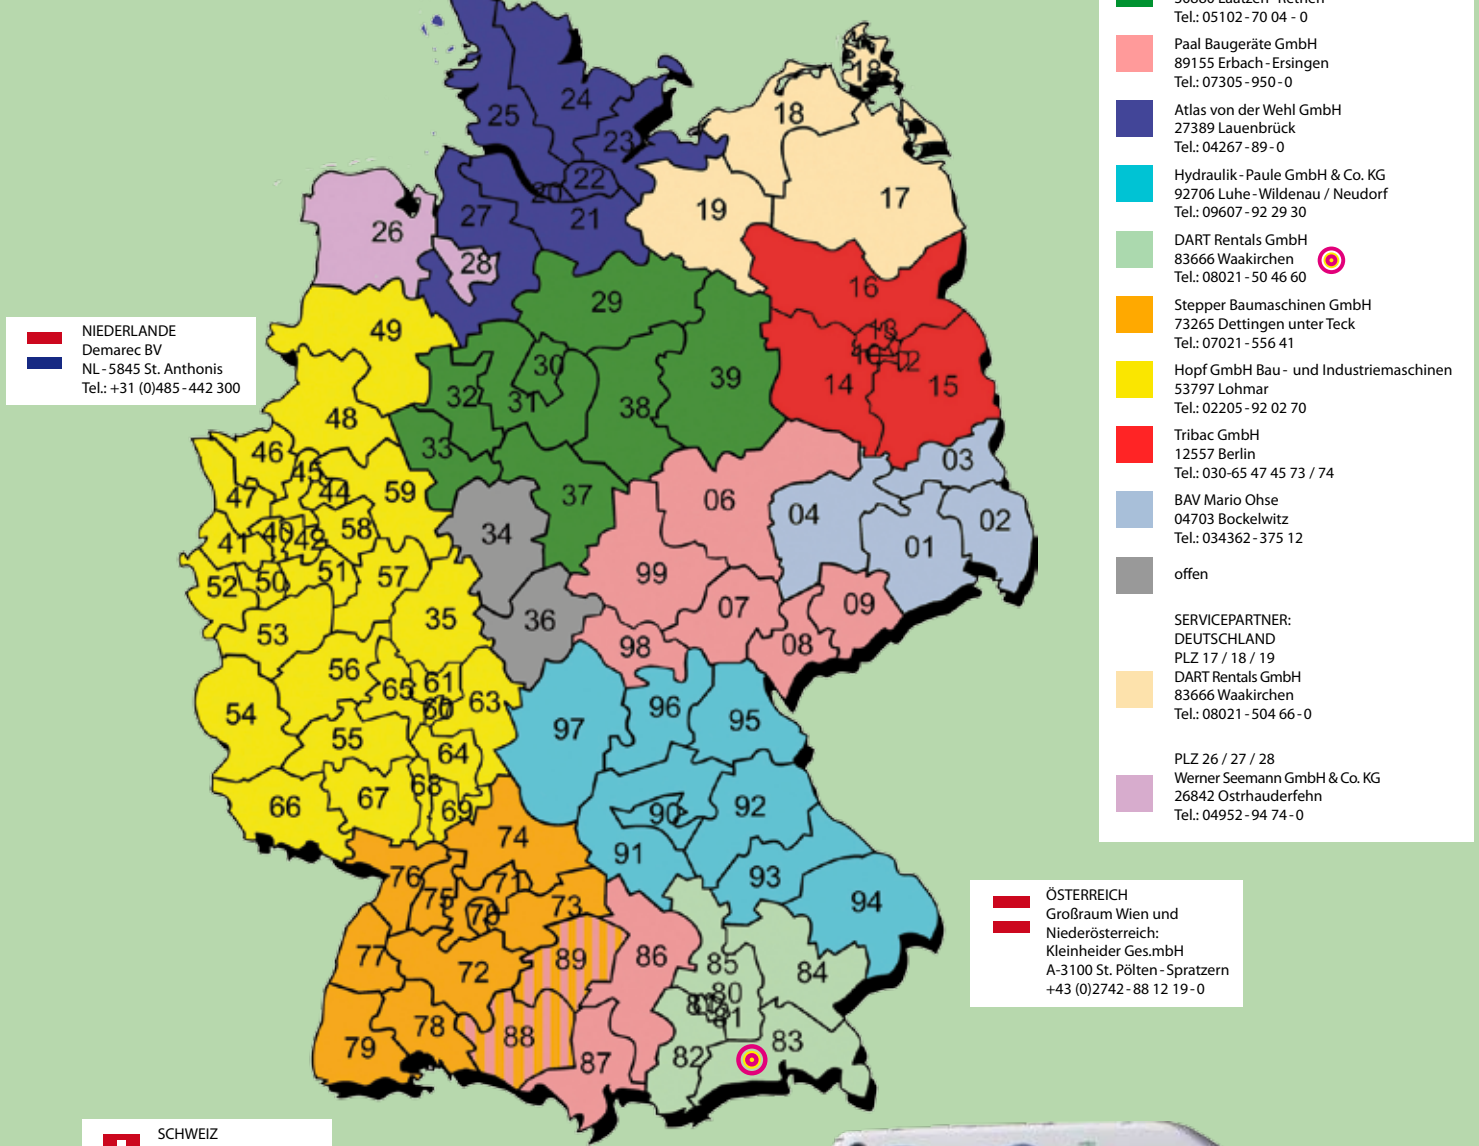 Tel.: 05102-70 04 - 0
Paal Baugeräte GmbH
89155 Erbach-Ersingen
Tel.: 07305-950-0
Atlas von der Wehl GmbH
27389 Lauenbrück
Tel.: 04267-89-0
Hydraulik-Paule GmbH & Co. KG
92706 Luhe-Wildenau / Neudorf
Tel.: 09607-92 29 30
DART Rentals GmbH
83666 Waakirchen
Tel.: 08021-50 46 60
Stepper Baumaschinen GmbH
73265 Dettingen unter Teck
Tel.: 07021-556 41
Hopf GmbH Bau- und Industriemaschinen
53797 Lohmar
Tel.: 02205-92 02 70
Tribac GmbH
12557 Berlin
Tel.: 030-65 47 45 73 / 74
BAV Mario Ohse
04703 Bockelwitz
Tel.: 034362-375 12
offen
SERVICEPARTNER:
DEUTSCHLAND
PLZ 17 / 18 / 19
DART Rentals GmbH
83666 Waakirchen
Tel.: 08021-504 66-0
PLZ 26 / 27 / 28
Werner Seemann GmbH & Co. KG
26842 Ostrhauderfehn
Tel.: 04952-94 74-0
NIEDERLANDE
Demarec BV
NL-5845 St. Anthonis
Tel.: +31 (0)485-442 300
ÖSTERREICH
Großraum Wien und
Niederösterreich:
Kleinheider Ges.mbH
A-3100 St. Pölten-Spratzern
+43 (0)2742-88 12 19-0
SCHWEIZ
18
24
25
18
23
22
20
17
19
27
21
26
28
16
29
49
13
30
12
39
14
15
32
31
38
48
33
46
03
45
44
59
47
37
06
04
02
58
34
40
42
41
01
51
57
99
52
50
09
07
35
36
53
08
98
56
61
65
63
60
96
54
97
95
55
64
68
67
66
92
69
90
74
91
76
71
93
75
94
70
73
77
86
89
85
72
84
80
81
78
88
83
79
82
87